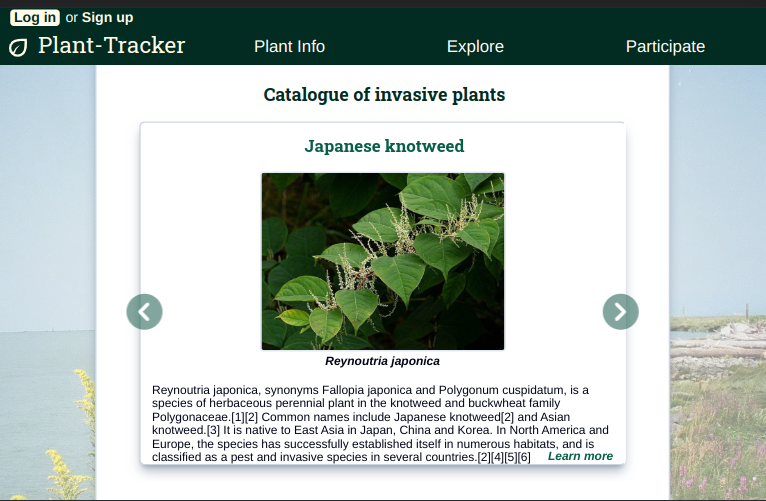 Log in or Sign up
Plant-Tracker Plant Info Explore Participate
Catalogue of invasive plants
Japanese knotweed
Reynoutria japonica
Reynoutria japonica, synonyms Fallopia japonica and Polygonum cuspidatum, is a
species of herbaceous perennial plant in the knotweed and buckwheat family
Polygonaceae.[1][2] Common names include Japanese knotweed[2] and Asian
knotweed.[3] It is native to East Asia in Japan, China and Korea. In North America and
Europe, the species has successfully established itself in numerous habitats, and is
classified as a pest and invasive species in several countries.[2][4][5][6] Learn more